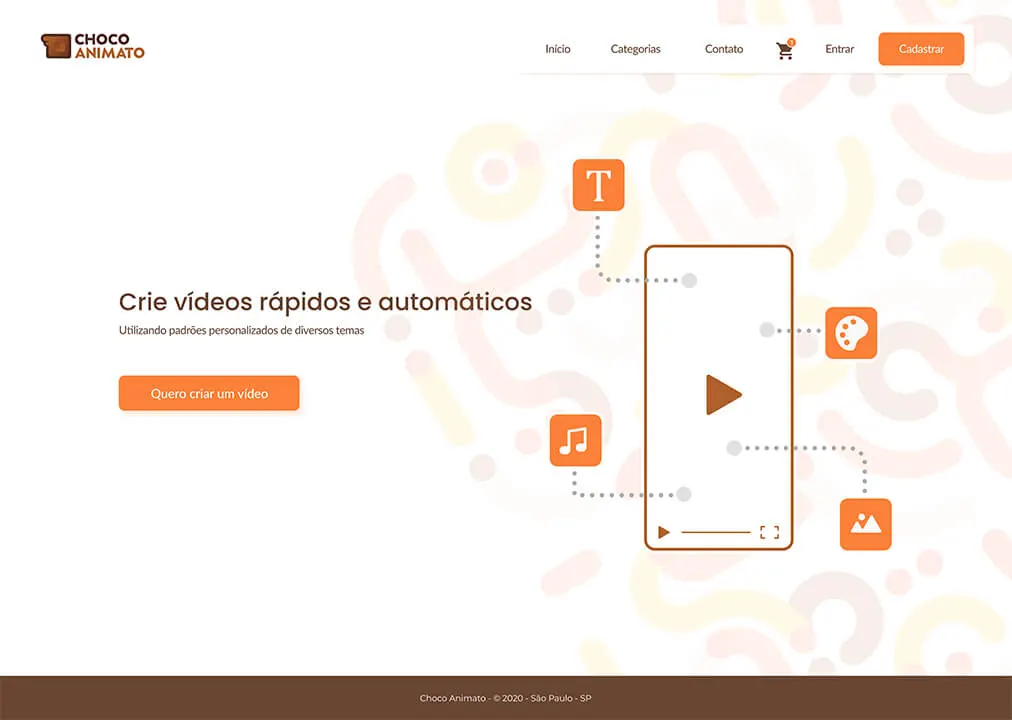 CHOCO
ANIMATO
Início Categorias Contato Entrar Cadastrar
T
Crie vídeos rápidos e automáticos
Utilizando padrões personalizados de diversos temas
Quero criar um vídeo
Choco Animato - © 2020 - São Paulo - SP